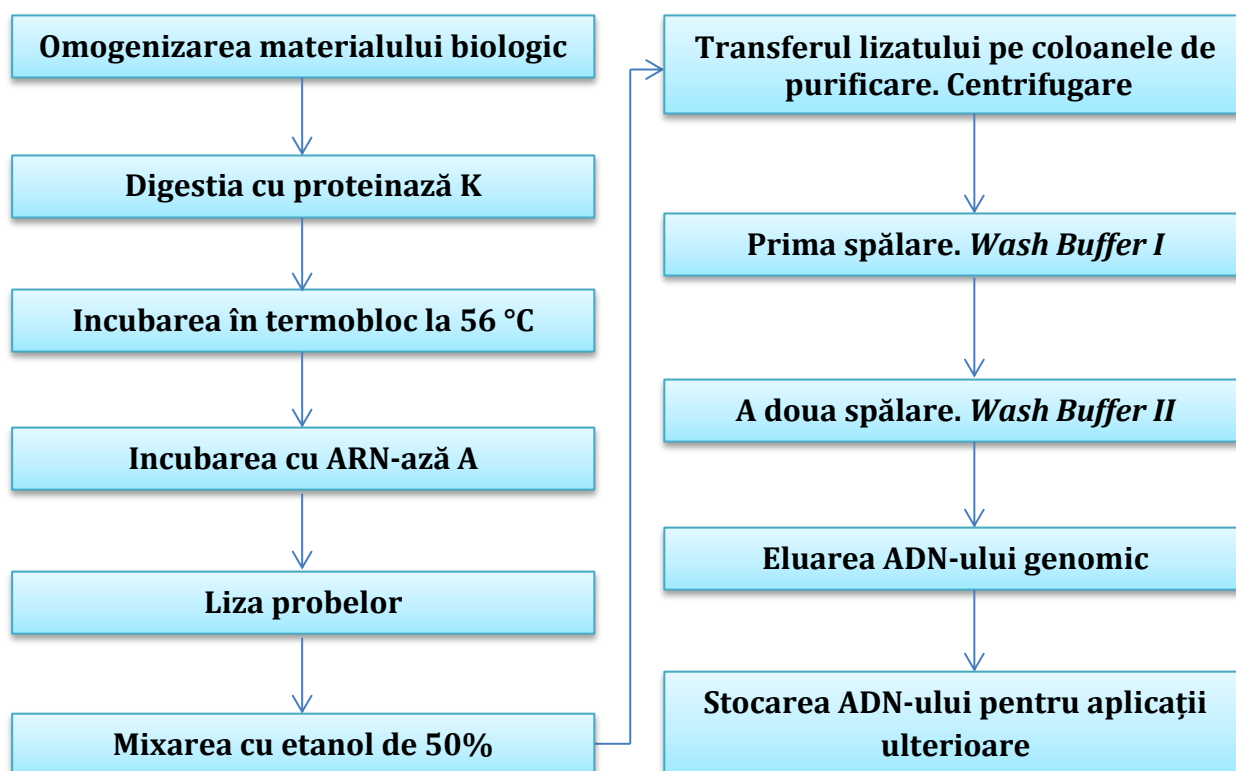 Omogenizarea materialului biologic
Digestia cu proteinază K
Incubarea în termobloc la 56 °C
Incubarea cu ARN-ază A
Liza probelor
Mixarea cu etanol de 50%
Transferul lizatului pe coloanele de
purificare. Centrifugare
Prima spălare. Wash Buffer I
A doua spălare. Wash Buffer II
Eluarea ADN-ului genomic
Stocarea ADN-ului pentru aplicații
ulterioare